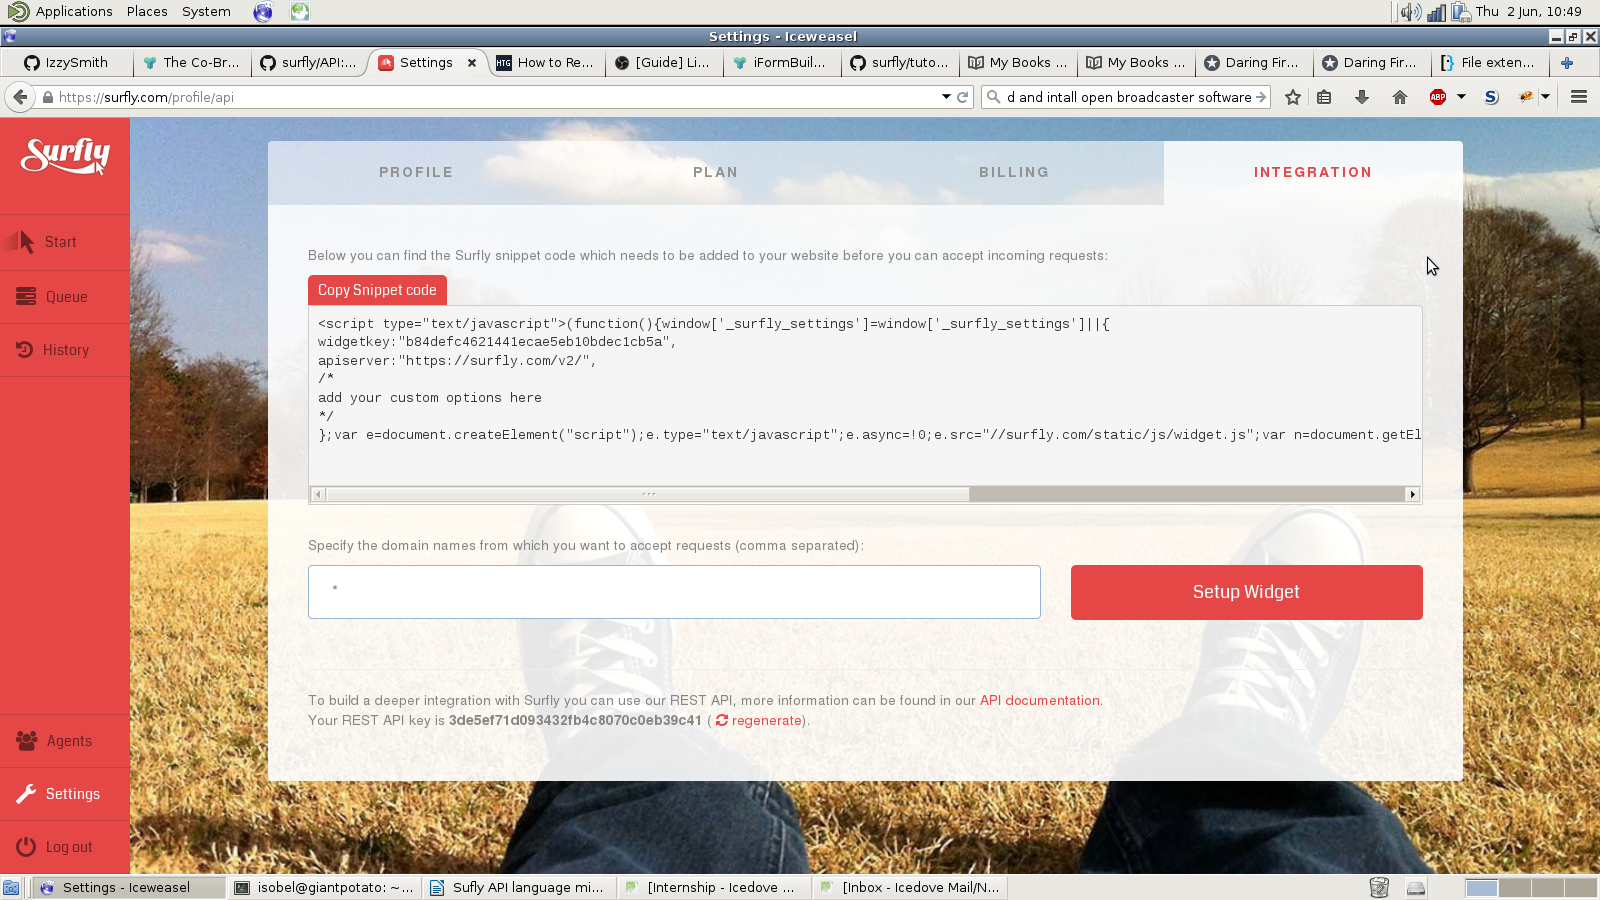 Applications Places System
Thu 2 Jun, 10:49
Settings - Iceweasel
IzzySmith
The Co-Br...
surfly/API:...
Settings
How to Re...
[Guide] Li...
iFormBuil...
surfly/tuto...
My Books ...
My Books ...
Daring Fir...
Daring Fir...
File exten...
https://surfly.com/profile/api
d and intall open broadcaster software
ABP
HTG
Surfly
Start
Queue
History
Agents
Settings
Log out
PROFILE
PLAN
BILLING
INTEGRATION
Below you can find the Surfly snippet code which needs to be added to your website before you can accept incoming requests:
Copy Snippet code
<script type="text/javascript">(function(){window['_surfly_settings']=window['_surfly_settings']||{
widgetkey:"b84defc4621441ecae5eb10bdec1cb5a",
apiserver:"https://surfly.com/v2/",
/*
add your custom options here
*/
};var e=document.createElement("script");e.type="text/javascript";e.async=!0;e.src="//surfly.com/static/js/widget.js";var n=document.getEl
Specify the domain names from which you want to accept requests (comma separated):
*
Setup Widget
To build a deeper integration with Surfly you can use our REST API, more information can be found in our API documentation.
Your REST API key is 3de5ef71d093432fb4c8070c0eb39c41 ( regenerate).
Settings - Iceweasel
isobel@giantpotato: ~...
Sufly API language mi...
[Internship - Icedove ...
[Inbox - Icedove Mail/N...